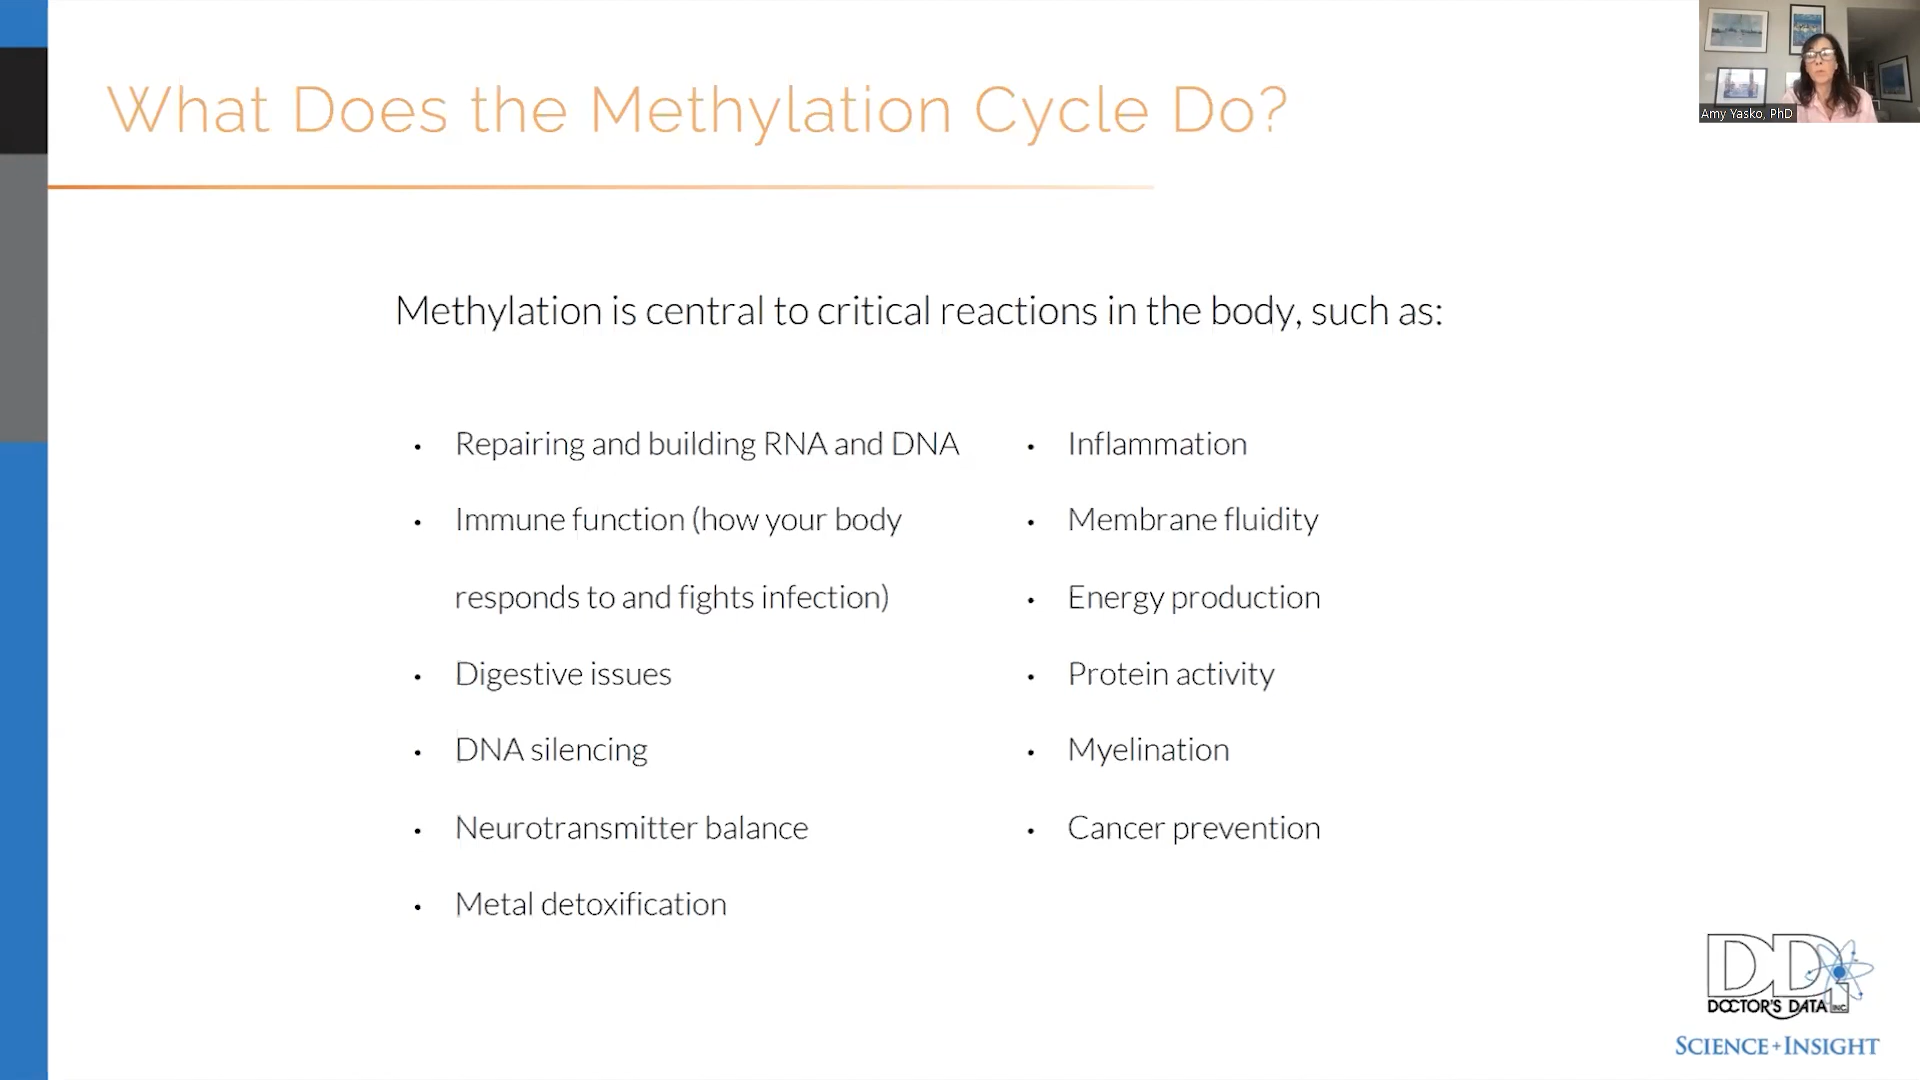 What Does the Methylation Cycle Do?
Amy Yasko, PhD
Methylation is central to critical reactions in the body, such as:
• Repairing and building RNA and DNA
• Immune function (how your body
responds to and fights infection)
• Digestive issues
• DNA silencing
• Neurotransmitter balance
• Metal detoxification
• Inflammation
• Membrane fluidity
• Energy production
• Protein activity
• Myelination
• Cancer prevention
DDI
DOCTOR'S DATA INC.
SCIENCE + INSIGHT